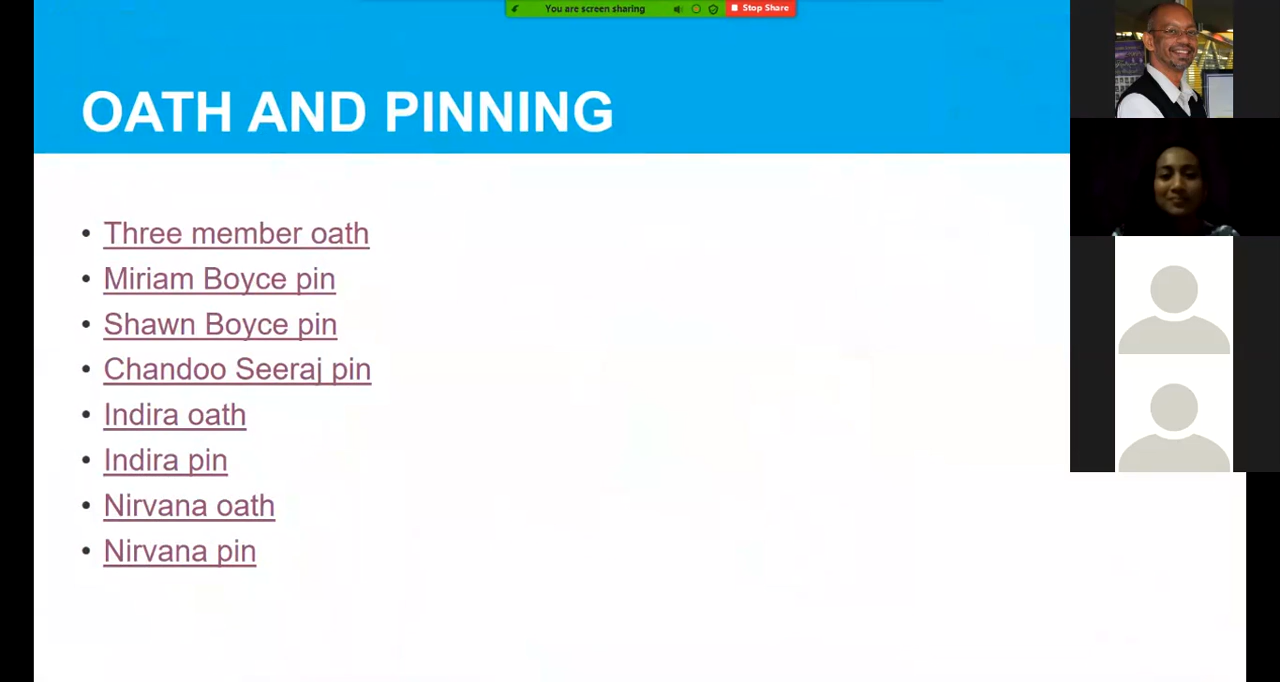 You are screen sharing
Stop Share
OATH AND PINNING
• Three member oath
• Miriam Boyce pin
• Shawn Boyce pin
• Chandoo Seeraj pin
• Indira oath
• Indira pin
• Nirvana oath
• Nirvana pin